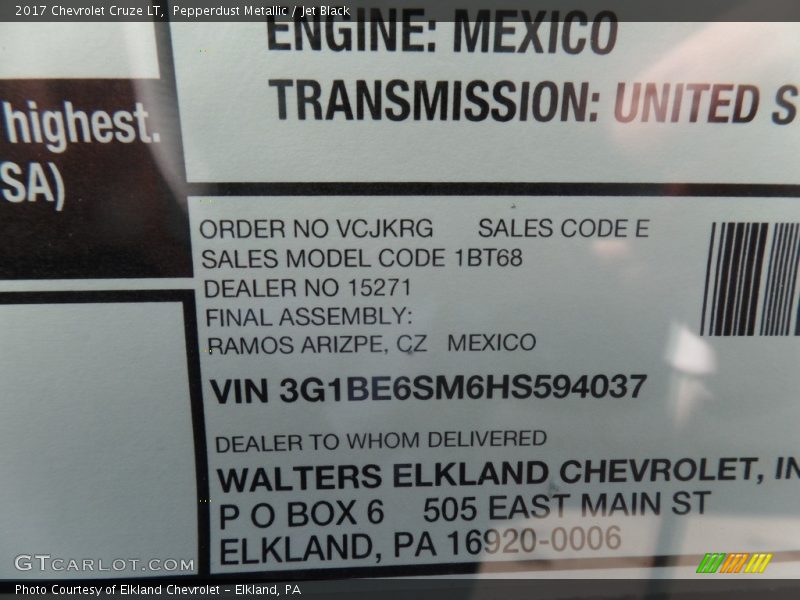 2017 Chevrolet Cruze LT, Pepperdust Metallic / Jet Black
ENGINE: MEXICO
TRANSMISSION: UNITED S
highest.
SA)
ORDER NO VCJKRG SALES CODE E
SALES MODEL CODE 1BT68
DEALER NO 15271
FINAL ASSEMBLY:
RAMOS ARIZPE, CZ MEXICO
VIN 3G1BE6SM6HS594037
DEALER TO WHOM DELIVERED
WALTERS ELKLAND CHEVROLET, IN
P O BOX 6 505 EAST MAIN ST
ELKLAND, PA 16920-0006
GTCARLOT.COM
Photo Courtesy of Elkland Chevrolet - Elkland, PA